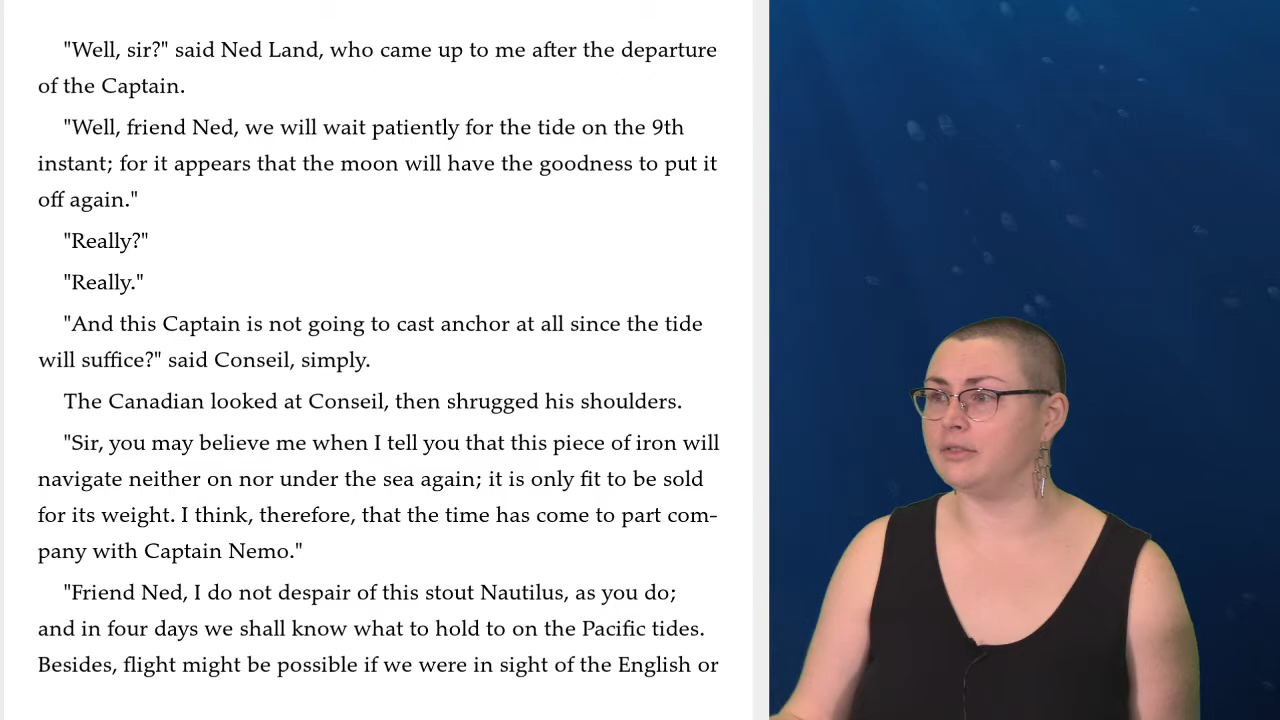 "Well, sir?" said Ned Land, who came up to me after the departure
of the Captain.
"Well, friend Ned, we will wait patiently for the tide on the 9th
instant; for it appears that the moon will have the goodness to put it
off again."
"Really?"
"Really."
"And this Captain is not going to cast anchor at all since the tide
will suffice?" said Conseil, simply.
The Canadian looked at Conseil, then shrugged his shoulders.
"Sir, you may believe me when I tell you that this piece of iron will
navigate neither on nor under the sea again; it is only fit to be sold
for its weight. I think, therefore, that the time has come to part com-
pany with Captain Nemo."
"Friend Ned, I do not despair of this stout Nautilus, as you do;
and in four days we shall know what to hold to on the Pacific tides.
Besides, flight might be possible if we were in sight of the English or